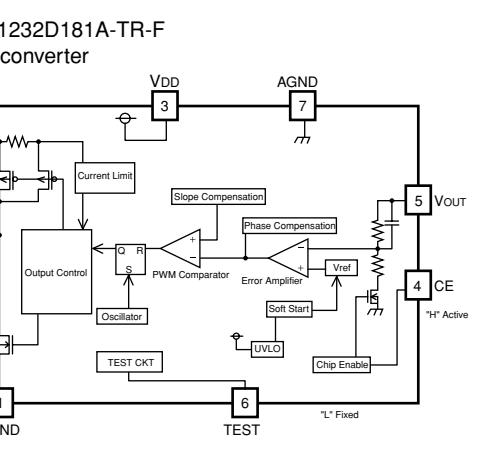 1232D181A-TR-F
converter
VDD
AGND
3
7
Current Limit
Slope Compensation
5 VOUT
Phase Compensation
+
−
Q R
S
−
+
Output Control
PWM Comparator
Error Amplifier
Vref
4 CE
"H" Active
Soft Start
Oscillator
UVLO
TEST CKT
Chip Enable
6
"L" Fixed
ND
TEST